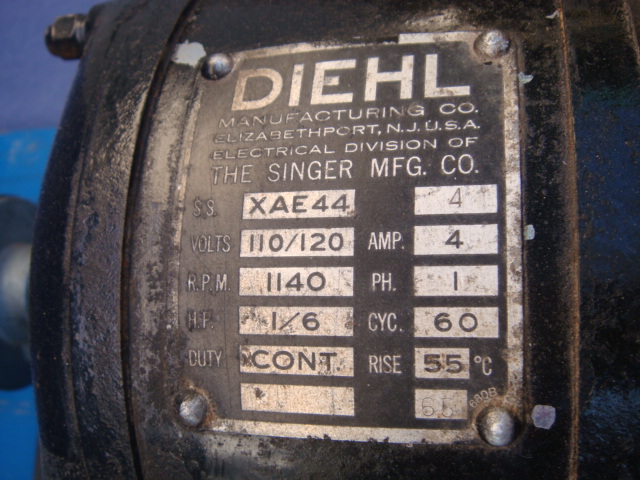 DIEHL
MANUFACTURING CO.
ELIZABETHPORT, N.J. U.S.A.
ELECTRICAL DIVISION OF
THE SINGER MFG. CO.
S.S. XAE44 4
VOLTS 110/120 AMP. 4
R.P.M. 1140 PH. 1
H.P. 1/6 CYC. 60
DUTY CONT. RISE 55 °C